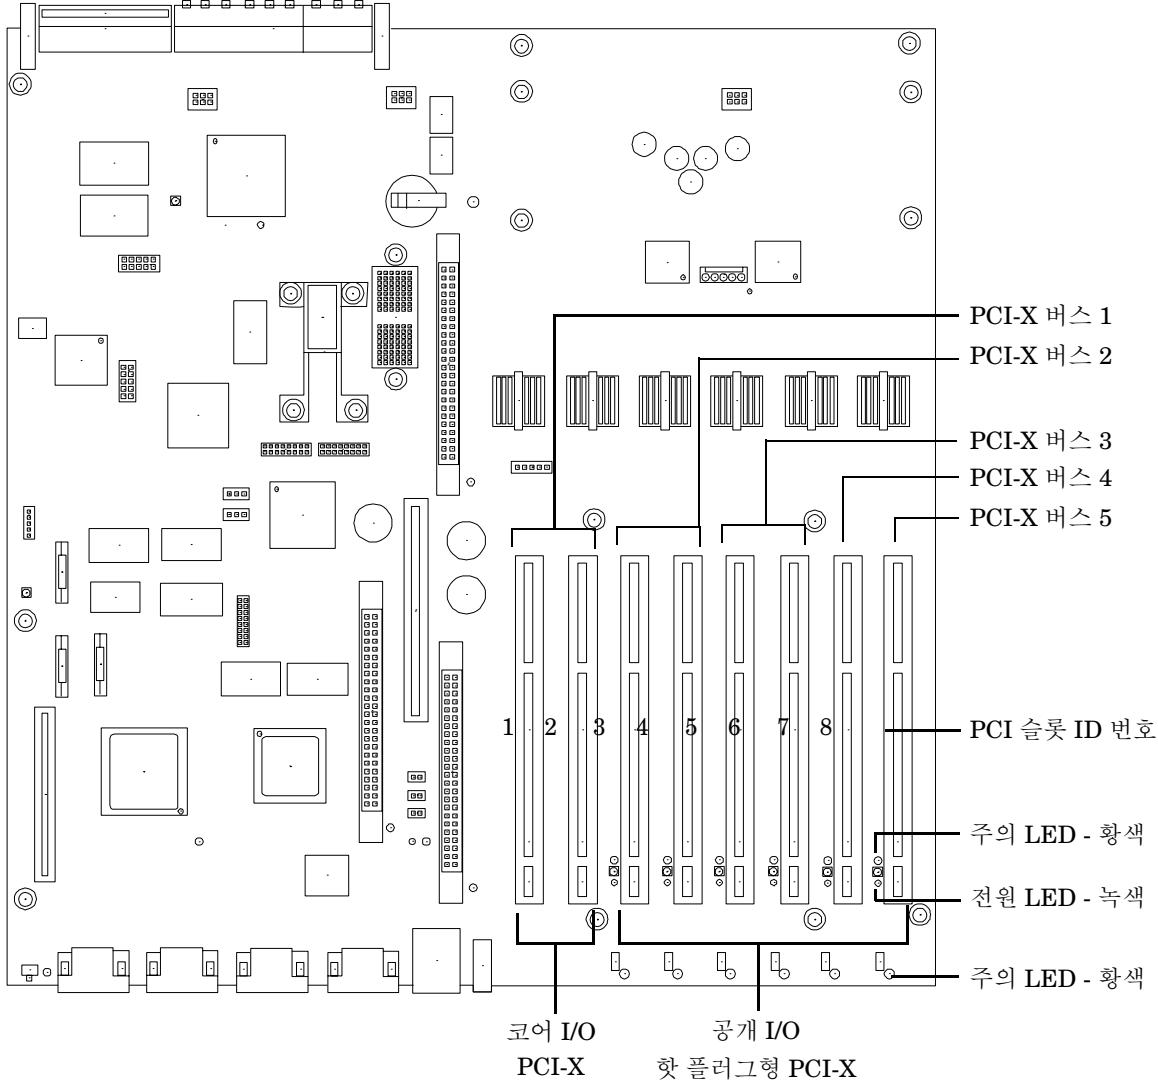 PCI-X 버스 1
PCI-X 버스 2
PCI-X 버스 3
PCI-X 버스 4
PCI-X 버스 5
1 2 3 4 5 6 7 8
PCI 슬롯 ID 번호
주의 LED - 황색
전원 LED - 녹색
주의 LED - 황색
코어 I/O
PCI-X
공개 I/O
핫 플러그형 PCI-X